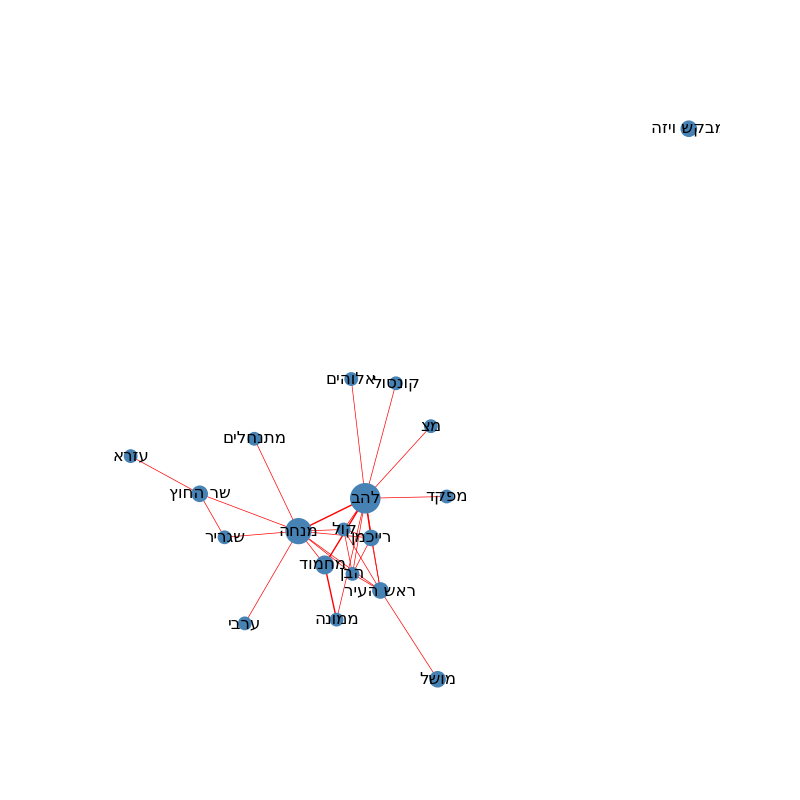 מבקש ויזה
אלוהים
קונסול
מצ
מתנחלים
עזרא
שר החוץ
מפקד
להב
מנחה
קול
רייכמן
שגריר
מחמוד
הבן
ראש העיר
ממונה
ערבי
מושל